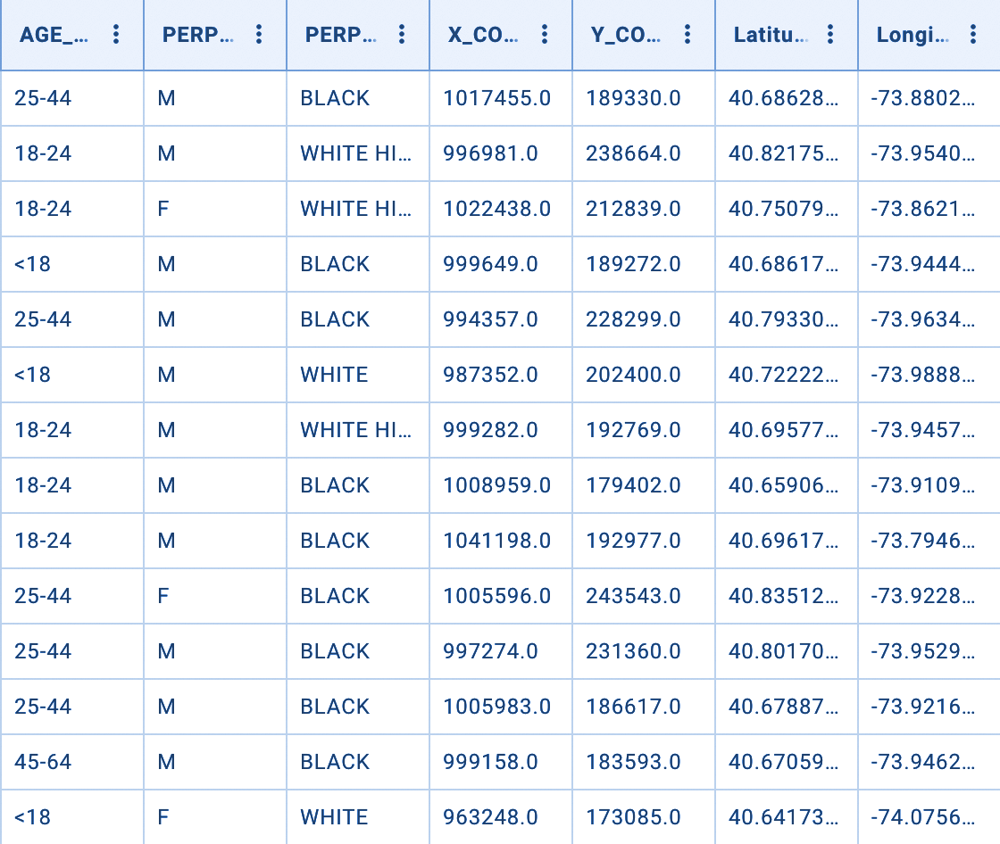 AGE_... PERP... PERP... X_CO... Y_CO... Latitu... Longi...
25-44 M BLACK 1017455.0 189330.0 40.68628... -73.8802...
18-24 M WHITE HI... 996981.0 238664.0 40.82175... -73.9540...
18-24 F WHITE HI... 1022438.0 212839.0 40.75079... -73.8621...
<18 M BLACK 999649.0 189272.0 40.68617... -73.9444...
25-44 M BLACK 994357.0 228299.0 40.79330... -73.9634...
<18 M WHITE 987352.0 202400.0 40.72222... -73.9888...
18-24 M WHITE HI... 999282.0 192769.0 40.69577... -73.9457...
18-24 M BLACK 1008959.0 179402.0 40.65906... -73.9109...
18-24 M BLACK 1041198.0 192977.0 40.69617... -73.7946...
25-44 F BLACK 1005596.0 243543.0 40.83512... -73.9228...
25-44 M BLACK 997274.0 231360.0 40.80170... -73.9529...
25-44 M BLACK 1005983.0 186617.0 40.67887... -73.9216...
45-64 M BLACK 999158.0 183593.0 40.67059... -73.9462...
<18 F WHITE 963248.0 173085.0 40.64173... -74.0756...